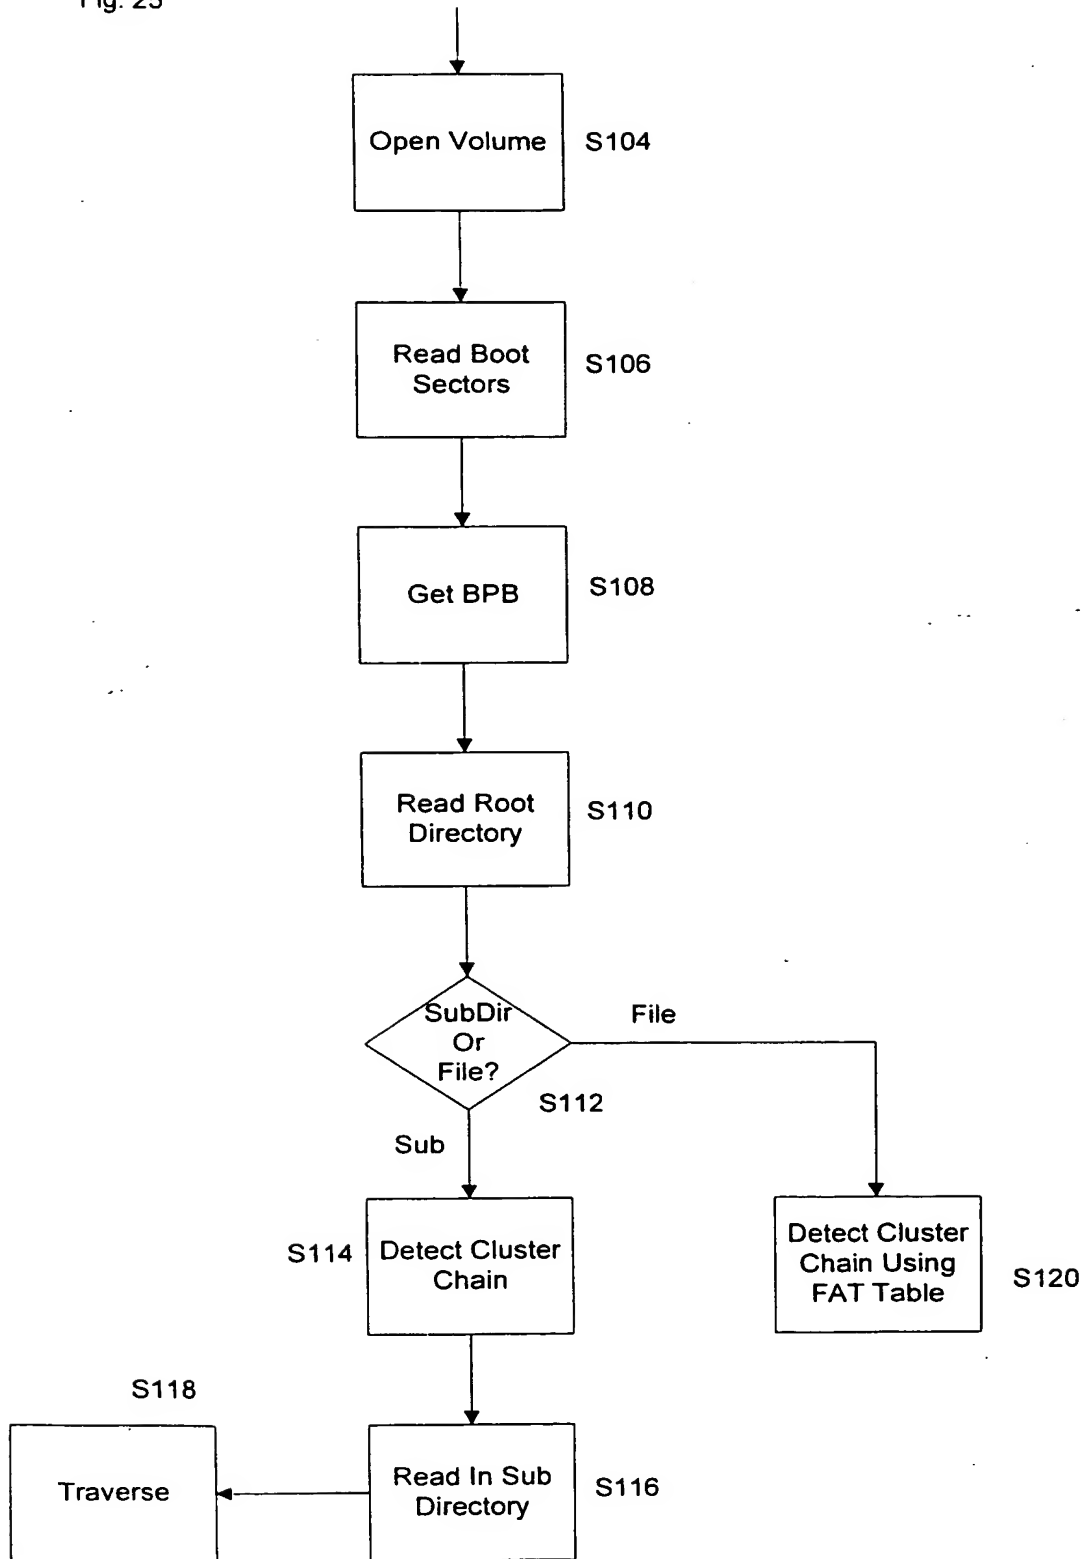 Fig. 25
Open Volume
S104
Read Boot
Sectors
S106
Get BPB
S108
Read Root
Directory
S110
SubDir
Or
File?
File
S112
Sub
S114
Detect Cluster
Chain
Detect Cluster
Chain Using
FAT Table
S120
S118
Traverse
Read In Sub
Directory
S116